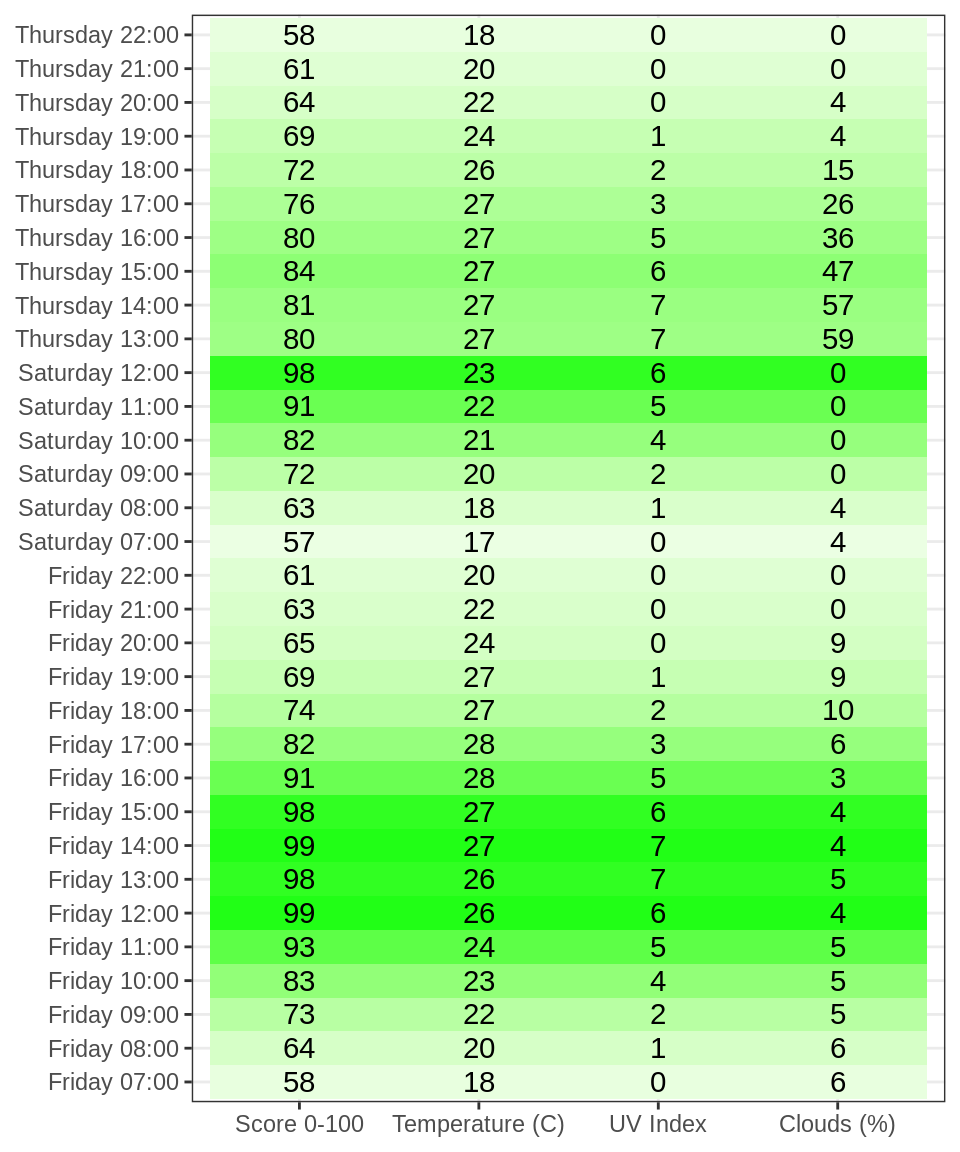 Thursday 22:00 58 18 0 0
Thursday 21:00 61 20 0 0
Thursday 20:00 64 22 0 4
Thursday 19:00 69 24 1 4
Thursday 18:00 72 26 2 15
Thursday 17:00 76 27 3 26
Thursday 16:00 80 27 5 36
Thursday 15:00 84 27 6 47
Thursday 14:00 81 27 7 57
Thursday 13:00 80 27 7 59
Saturday 12:00 98 23 6 0
Saturday 11:00 91 22 5 0
Saturday 10:00 82 21 4 0
Saturday 09:00 72 20 2 0
Saturday 08:00 63 18 1 4
Saturday 07:00 57 17 0 4
Friday 22:00 61 20 0 0
Friday 21:00 63 22 0 0
Friday 20:00 65 24 0 9
Friday 19:00 69 27 1 9
Friday 18:00 74 27 2 10
Friday 17:00 82 28 3 6
Friday 16:00 91 28 5 3
Friday 15:00 98 27 6 4
Friday 14:00 99 27 7 4
Friday 13:00 98 26 7 5
Friday 12:00 99 26 6 4
Friday 11:00 93 24 5 5
Friday 10:00 83 23 4 5
Friday 09:00 73 22 2 5
Friday 08:00 64 20 1 6
Friday 07:00 58 18 0 6
Score 0-100 Temperature (C) UV Index Clouds (%)